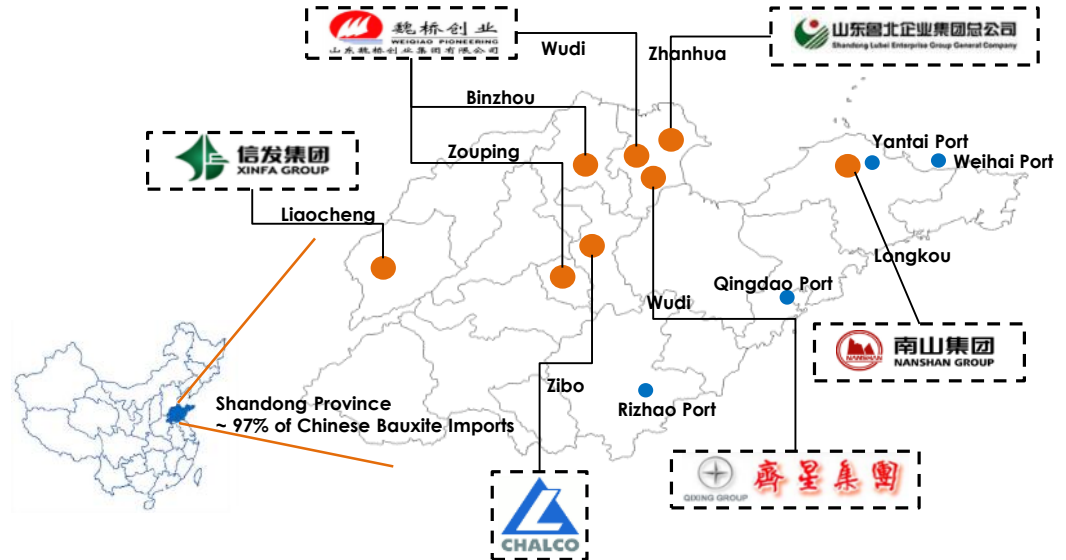 魏桥创业
WEIQIAO PIONEERING
山东魏桥创业集团有限公司
Wudi
Zhanhua
山东鲁北企业集团总公司
Shandong Lubei Enterprise Group General Company
Binzhou
Zouping
信发集团
XINFA GROUP
Liaocheng
Yantai Port
Weihai Port
Longkou
Qingdao Port
Wudi
南山集团
NANSHAN GROUP
Zibo
Rizhao Port
Shandong Province
~ 97% of Chinese Bauxite Imports
QIXING GROUP
齊星集團
CHALCO